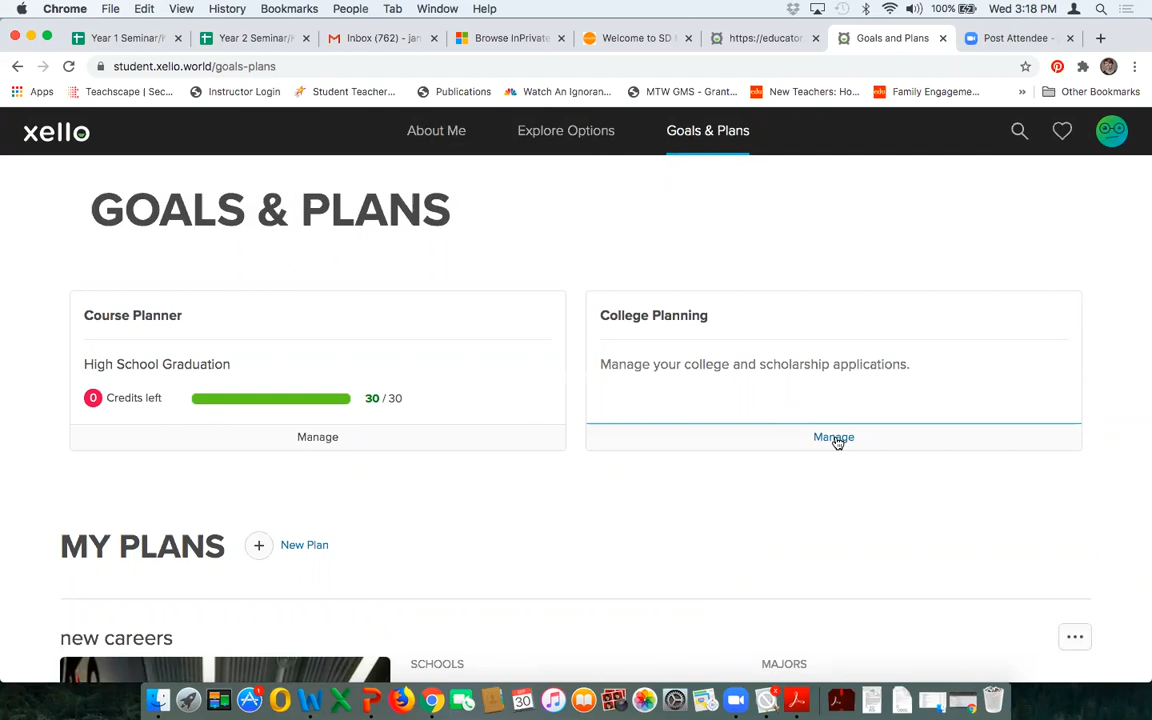 Chrome File Edit View History Bookmarks People Tab Window Help 100% Wed 3:18 PM
Year 1 Seminar/H Year 2 Seminar/H Inbox (762) - jan Browse InPrivate Welcome to SD M https://educator Goals and Plans Post Attendee -
student.xello.world/goals-plans
Apps Teachscape | Sec... Instructor Login Student Teacher... Publications Watch An Ignoran... MTW GMS - Grant... New Teachers: Ho... Family Engageme... » Other Bookmarks
xello About Me Explore Options Goals & Plans
GOALS & PLANS
Course Planner
High School Graduation
0 Credits left 30 / 30
Manage
College Planning
Manage your college and scholarship applications.
Manage
MY PLANS + New Plan
new careers
SCHOOLS MAJORS